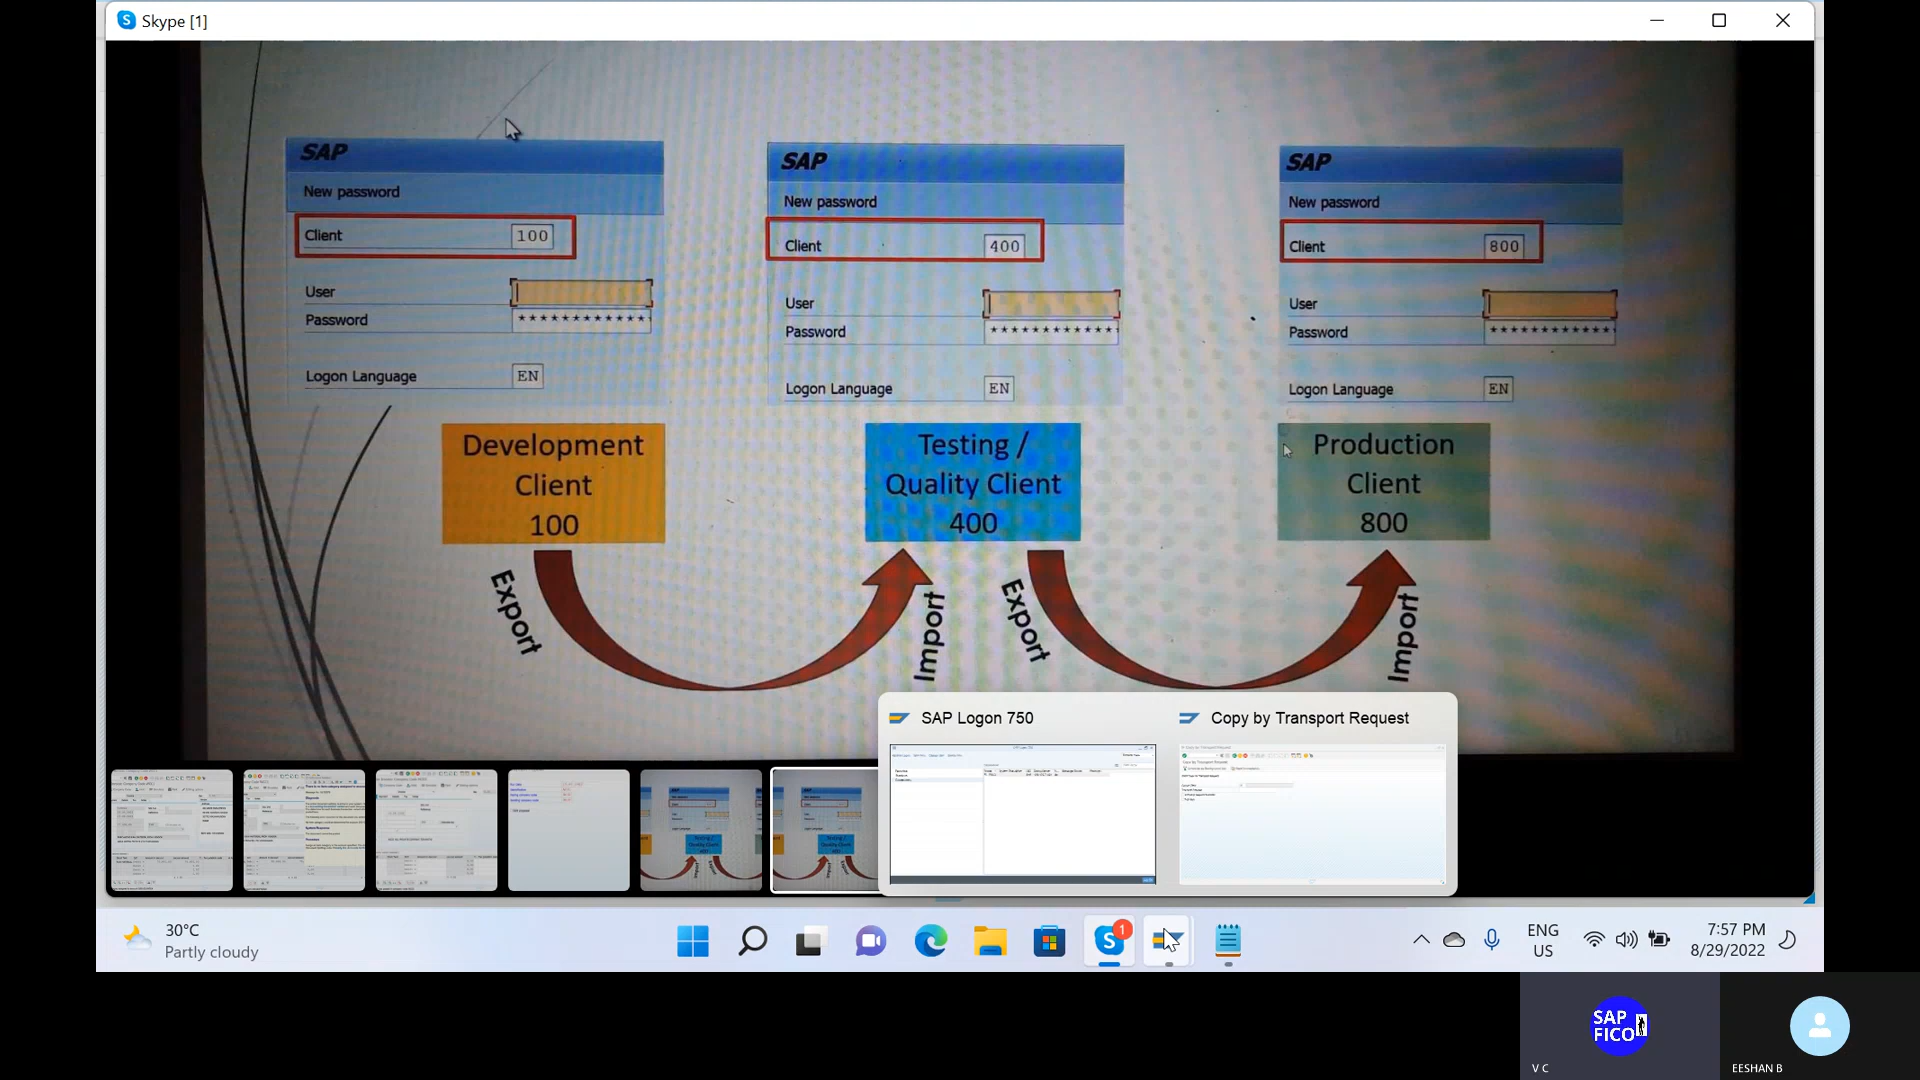 Skype [1]
SAP
New password
Client 100
User
Password ************
Logon Language EN
SAP
New password
Client 400
User
Password ************
Logon Language EN
SAP
New password
Client 800
User
Password ************
Logon Language EN
Development
Client
100
Testing /
Quality Client
400
Production
Client
800
Export
Import
Export
Import
SAP Logon 750
Copy by Transport Request
30°C
Partly cloudy
1
ENG
US
7:57 PM
8/29/2022
SAP
FICO
V C
EESHAN B